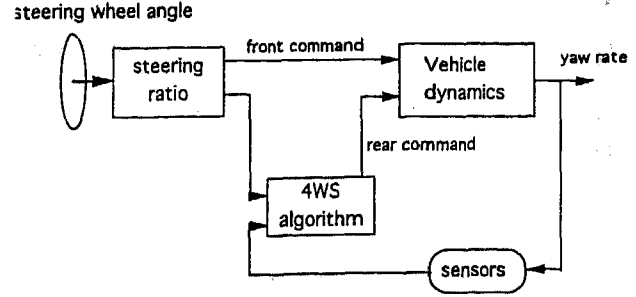 steering wheel angle
front command
steering
ratio
Vehicle
dynamics
yaw rate
rear command
4WS
algorithm
sensors